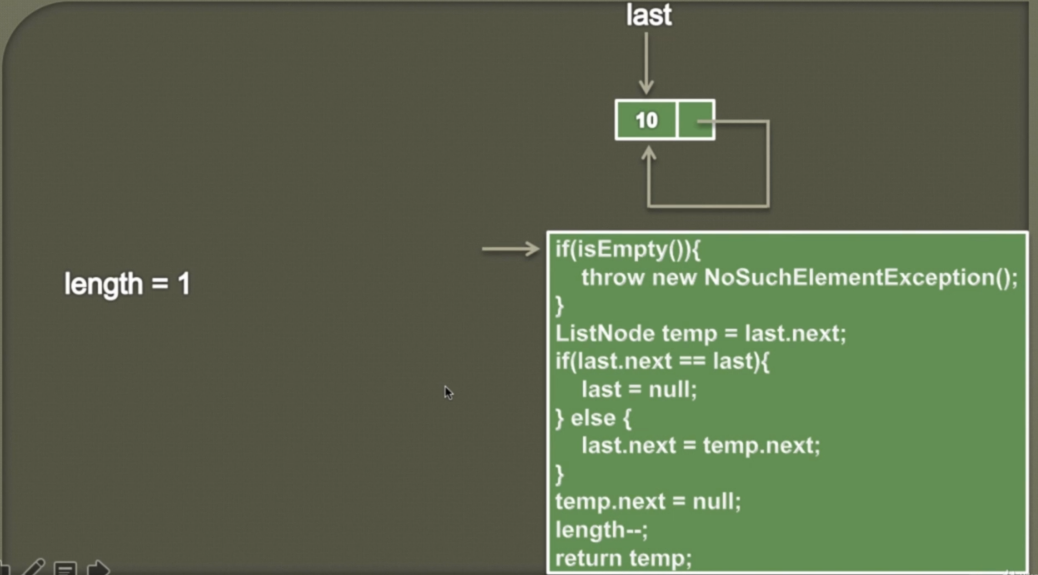 last
10
length = 1
if(isEmpty()){
throw new NoSuchElementException();
}
ListNode temp = last.next;
if(last.next == last){
last = null;
} else {
last.next = temp.next;
}
temp.next = null;
length--;
return temp;